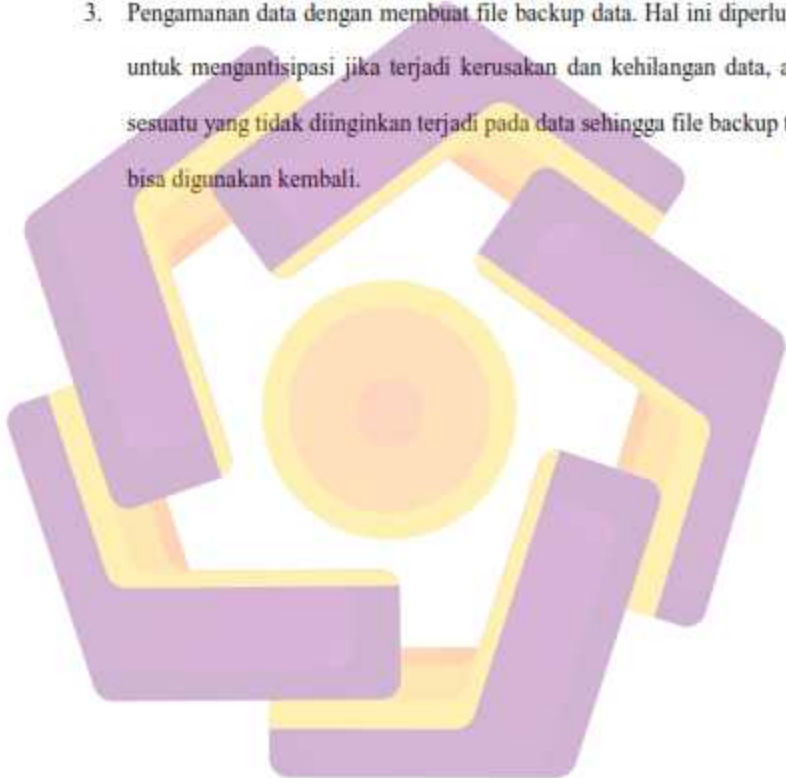 3. Pengamanan data dengan membuat file backup data. Hal ini diperlu
untuk mengantisipasi jika terjadi kerusakan dan kehilangan data, a
sesuatu yang tidak diinginkan terjadi pada data sehingga file backup t
bisa digunakan kembali.